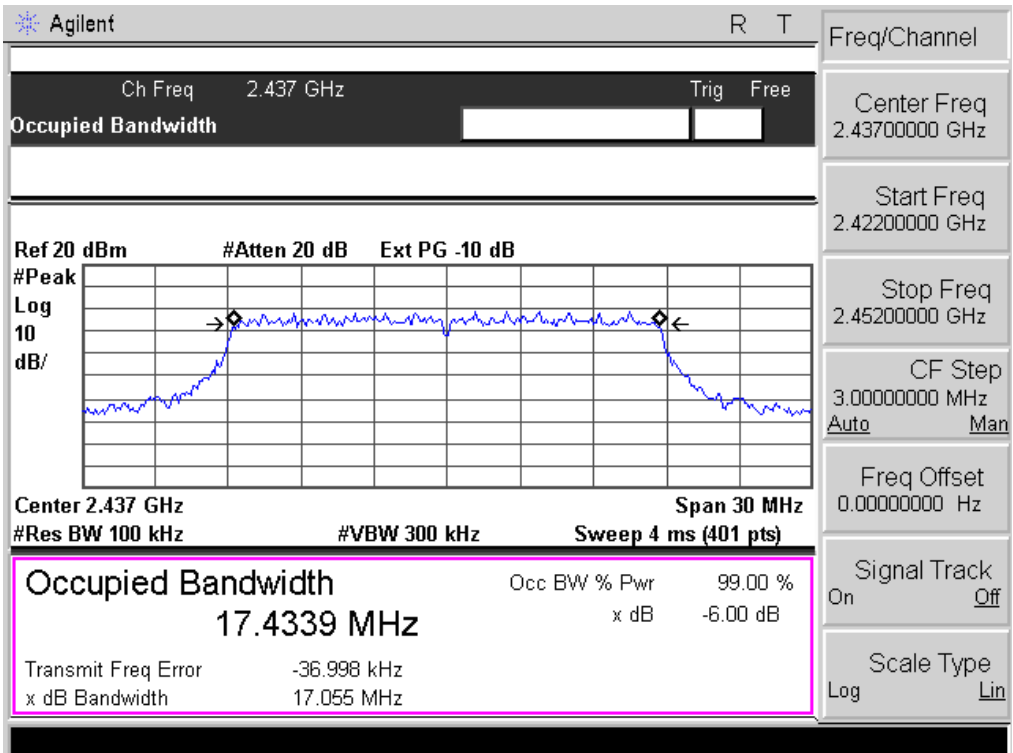 Agilent R T
Freq/Channel
Ch Freq 2.437 GHz Trig Free
Occupied Bandwidth
Center Freq
2.43700000 GHz
Start Freq
2.42200000 GHz
Stop Freq
2.45200000 GHz
CF Step
3.00000000 MHz
Auto Man
Freq Offset
0.00000000 Hz
Signal Track
On Off
Scale Type
Log Lin
Ref 20 dBm #Atten 20 dB Ext PG -10 dB
#Peak
Log
10
dB/
Center 2.437 GHz Span 30 MHz
#Res BW 100 kHz #VBW 300 kHz Sweep 4 ms (401 pts)
Occupied Bandwidth Occ BW % Pwr 99.00 %
17.4339 MHz x dB -6.00 dB
Transmit Freq Error -36.998 kHz
x dB Bandwidth 17.055 MHz